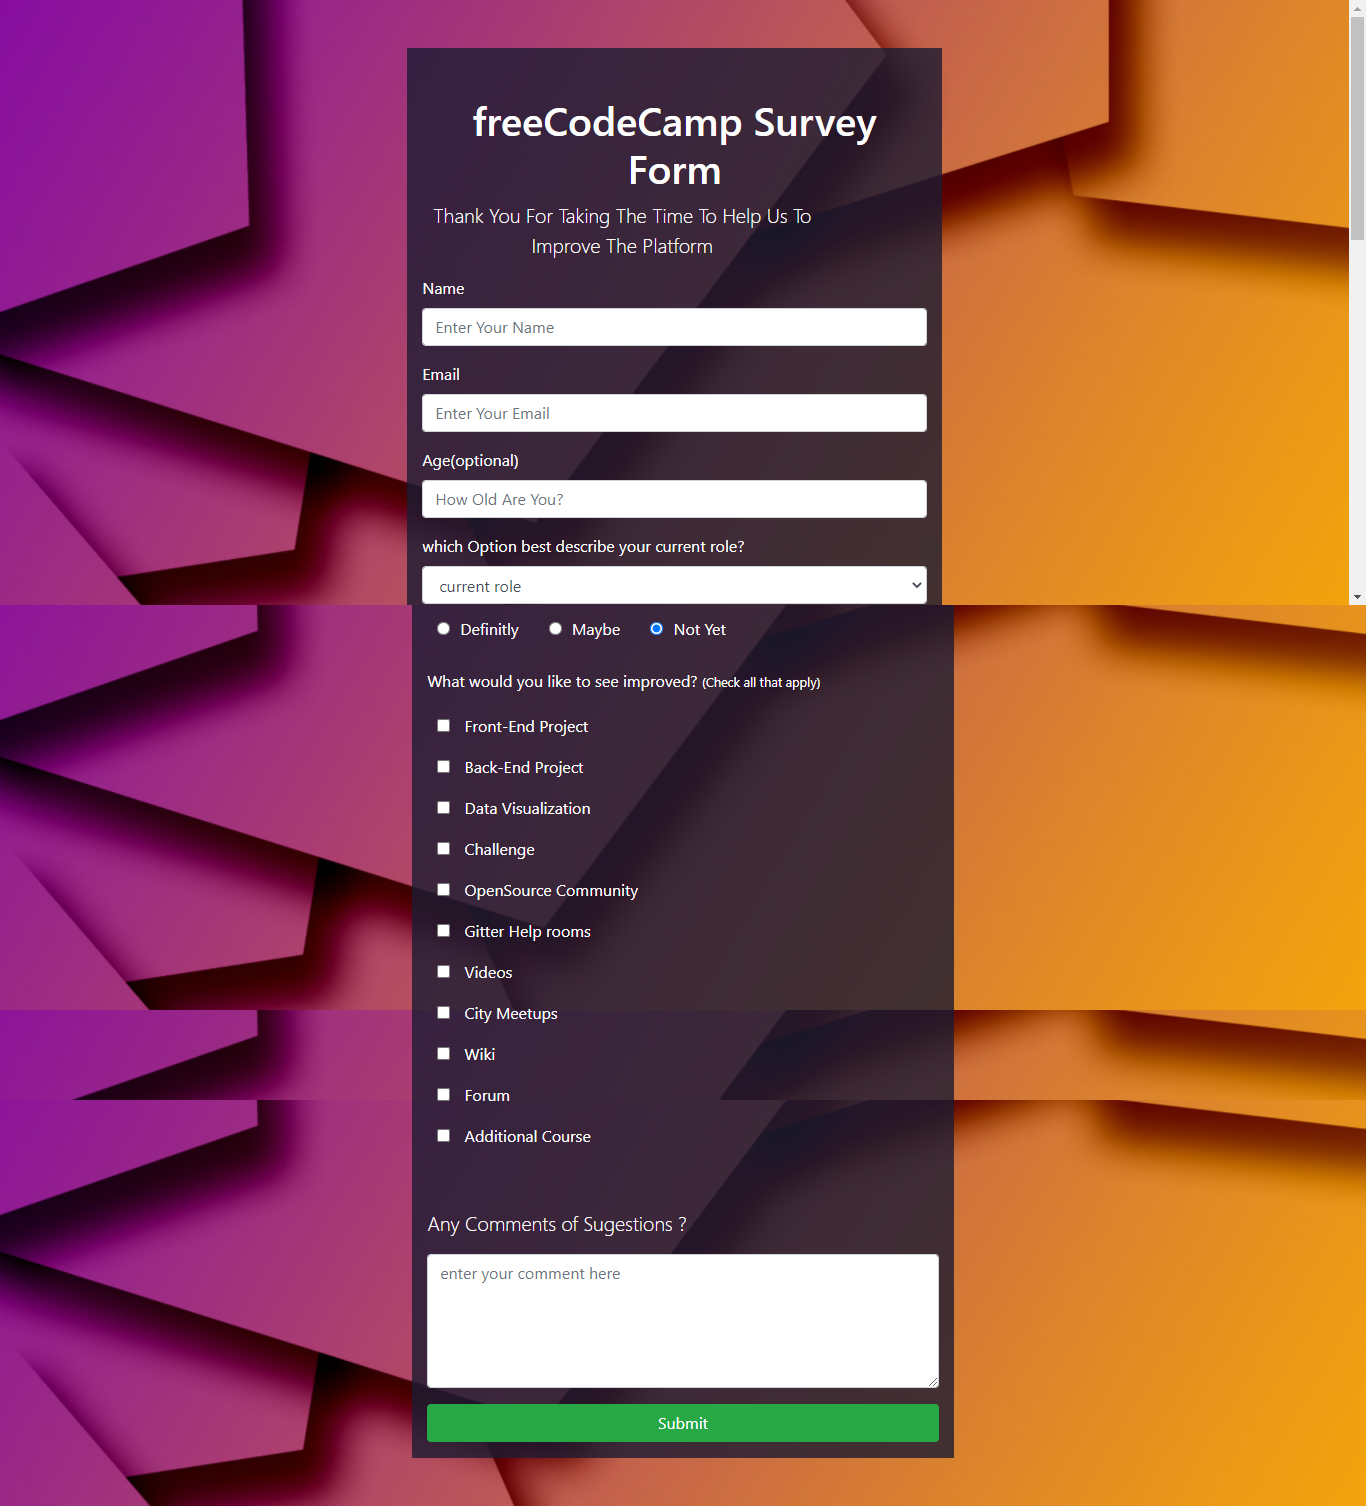 freeCodeCamp Survey
Form
Thank You For Taking The Time To Help Us To
Improve The Platform
Name
Enter Your Name
Email
Enter Your Email
Age(optional)
How Old Are You?
which Option best describe your current role?
current role
Definitly Maybe Not Yet
What would you like to see improved? (Check all that apply)
Front-End Project
Back-End Project
Data Visualization
Challenge
OpenSource Community
Gitter Help rooms
Videos
City Meetups
Wiki
Forum
Additional Course
Any Comments of Sugestions ?
enter your comment here
Submit